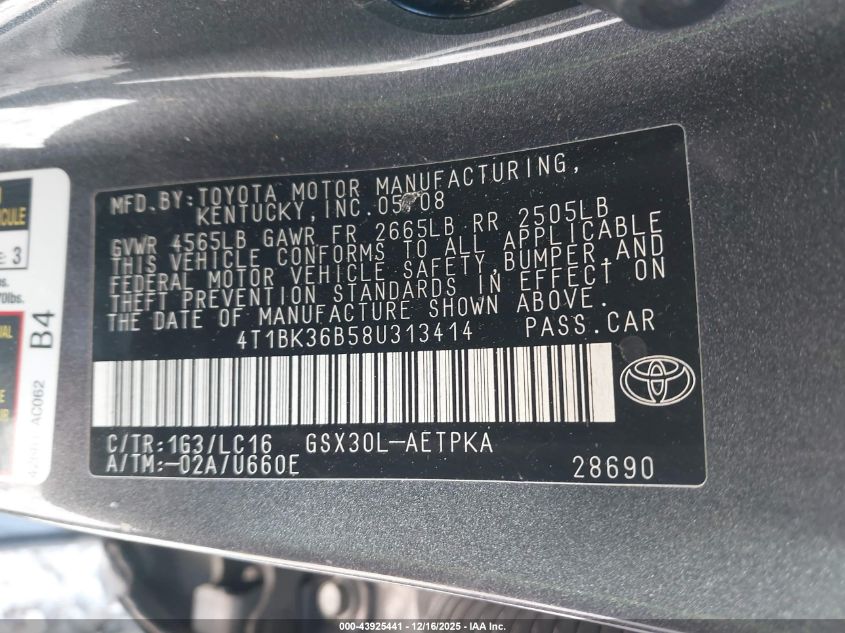 MFD.BY:TOYOTA MOTOR MANUFACTURING,
KENTUCKY, INC. 05 08
GVWR 4565LB GAWR FR 2665LB RR 2505LB
THIS VEHICLE CONFORMS TO ALL APPLICABLE
FEDERAL MOTOR VEHICLE SAFETY, BUMPER, AND
THEFT PREVENTION STANDARDS IN EFFECT ON
THE DATE OF MANUFACTURE SHOWN ABOVE.
4T1BK36B58U313414 PASS.CAR
C/TR:1G3/LC16 GSX30L-AETPKA
A/TM:-02A/U660E 28690
3
B4
AC062
000-43925441 - 12/16/2025 - IAA Inc.